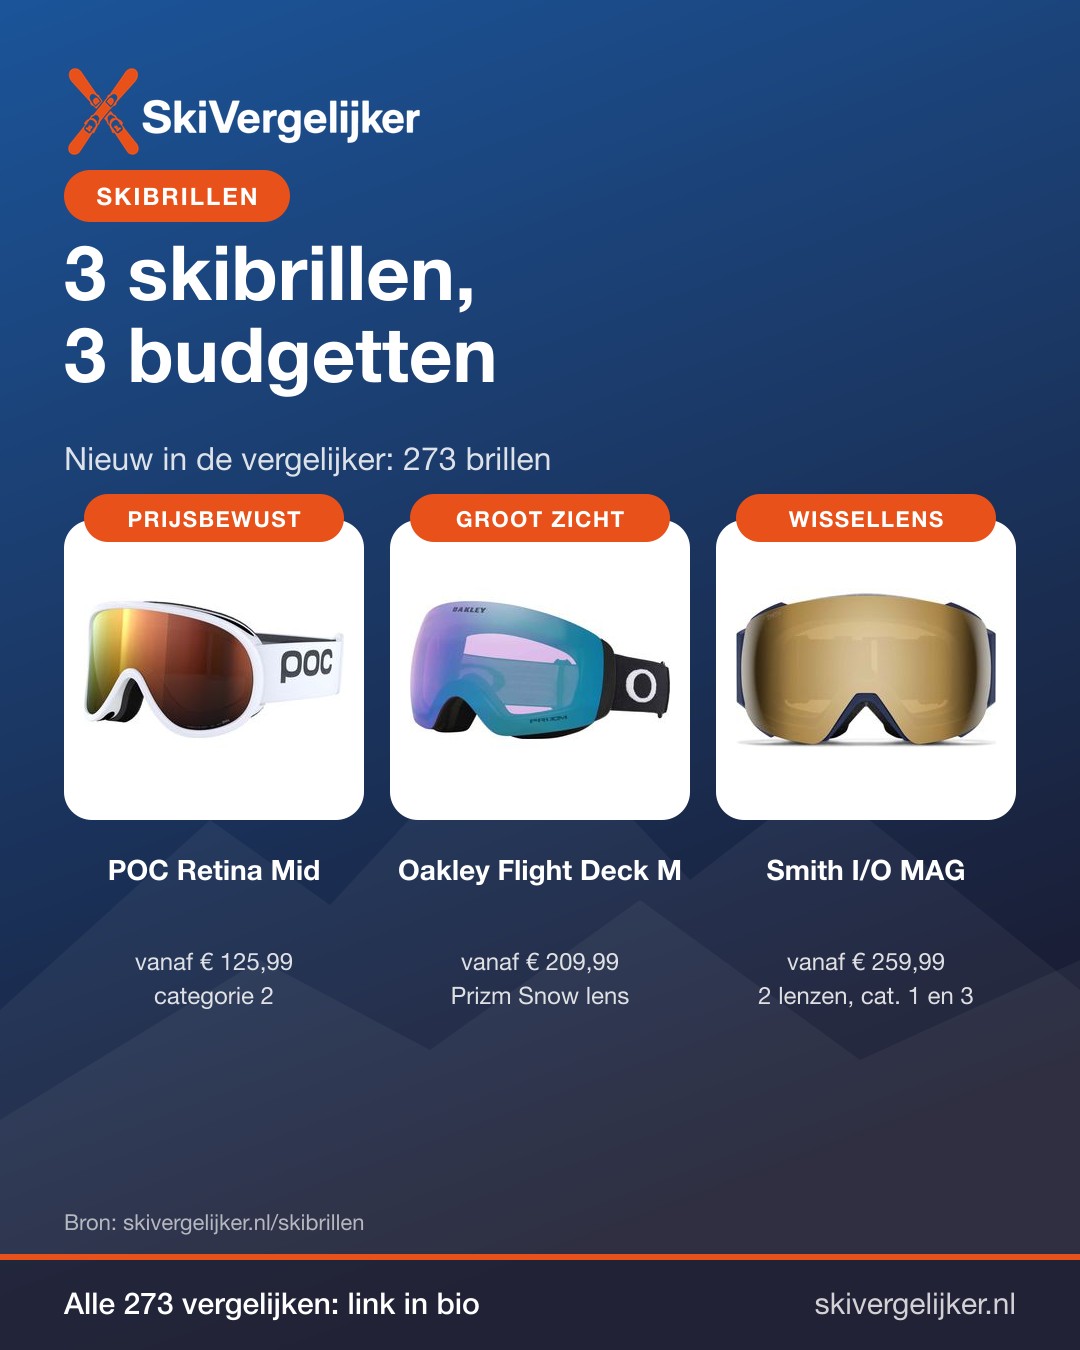 SkiVergelijker
SKIBRILLEN
3 skibrillen,
3 budgetten
Nieuw in de vergelijker: 273 brillen
PRIJSBEWUST
GROOT ZICHT
WISSELLENS
POC
OAKLEY
PRIZM
POC Retina Mid
Oakley Flight Deck M
Smith I/O MAG
vanaf € 125,99
categorie 2
vanaf € 209,99
Prizm Snow lens
vanaf € 259,99
2 lenzen, cat. 1 en 3
Bron: skivergelijker.nl/skibrillen
Alle 273 vergelijken: link in bio
skivergelijker.nl